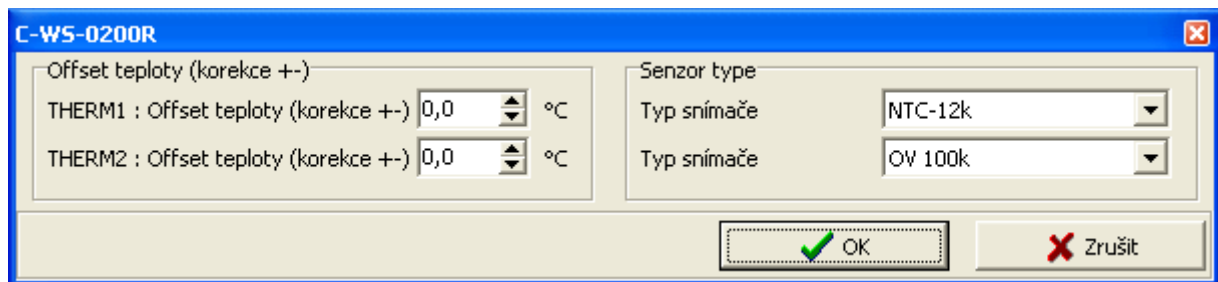 C-WS-0200R
Offset teploty (korekce +-)
THERM1 : Offset teploty (korekce +-) 0,0 °C
THERM2 : Offset teploty (korekce +-) 0,0 °C
Senzor type
Typ snímače NTC-12k
Typ snímače OV 100k
OK
Zrušit